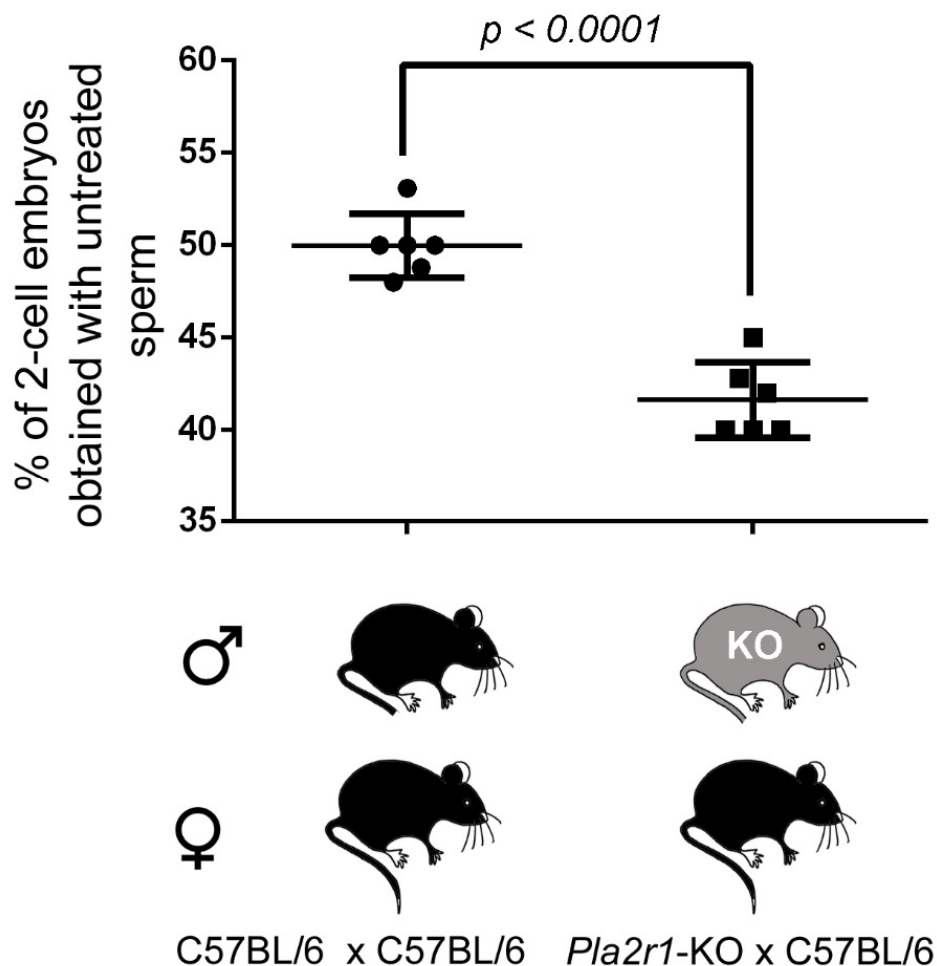 p < 0.0001
% of 2-cell embryos
obtained with untreated
sperm
60
55
50
45
40
35
♂
KO
♀
C57BL/6 x C57BL/6
Pla2r1-KO x C57BL/6